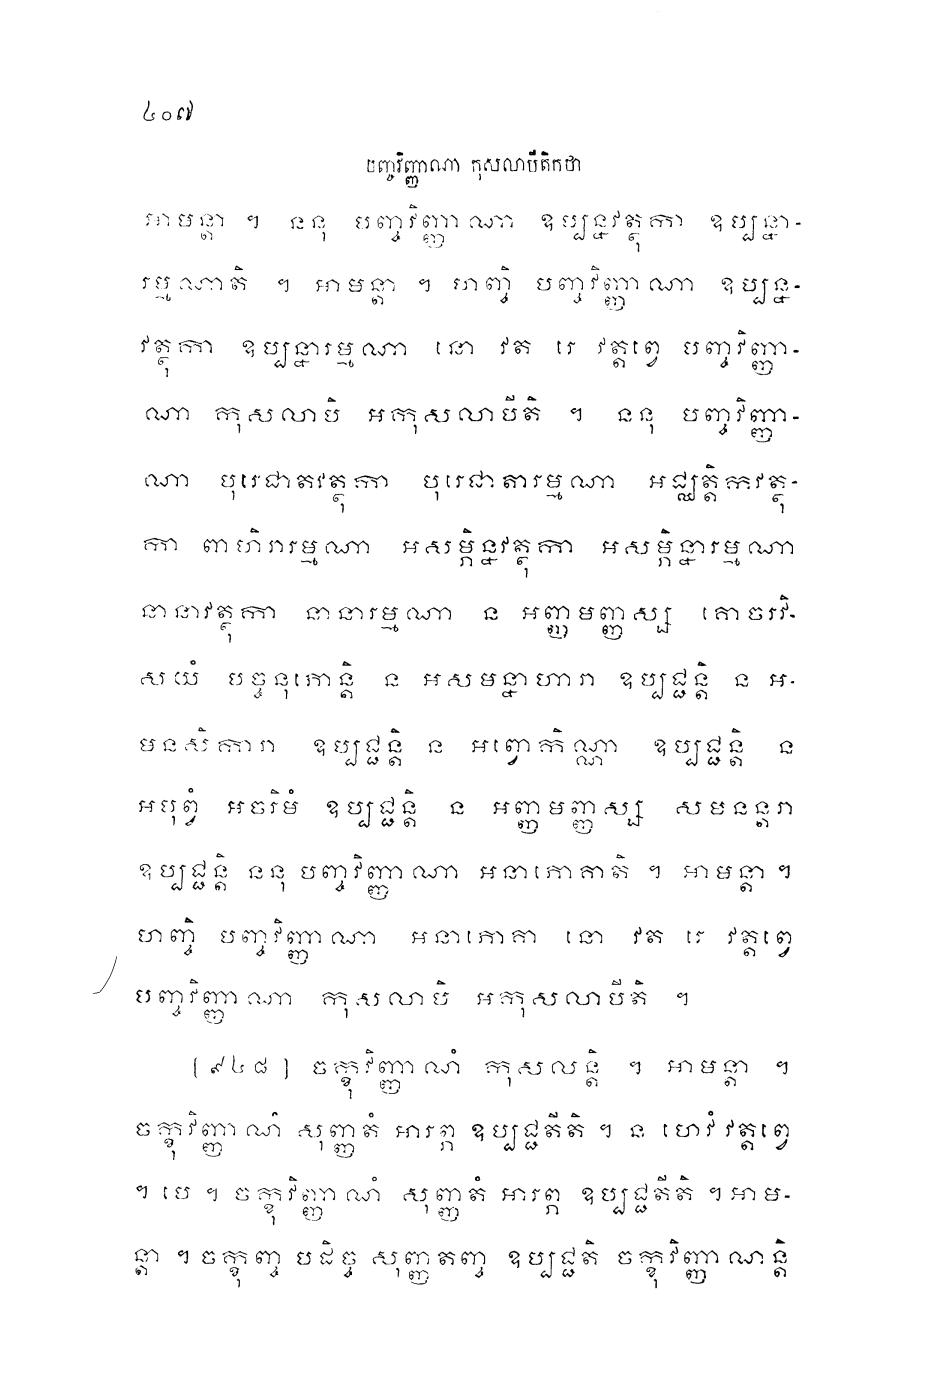 ៤០៧
បញ្ចវិញ្ញាណា កុសលាបីតិកថា
អាមន្តា ។ ននុ បញ្ចវិញ្ញាណា ឧប្បន្នវត្ថុកា ឧប្បន្នា-
រម្មណាតិ ។ អាមន្តា ។ ហញ្ចិ បញ្ចវិញ្ញាណា ឧប្បន្ន-
វត្ថុកា ឧប្បន្នារម្មណា នោ វត រេ វត្តព្វេ បញ្ចវិញ្ញា-
ណា កុសលាបិ អកុសលាបីតិ ។ ននុ បញ្ចវិញ្ញា-
ណា បុរេជាតវត្ថុកា បុរេជាតារម្មណា អជ្ឈត្តិកវត្ថុ-
កា ពាហិរារម្មណា អសម្ភិន្នវត្ថុកា អសម្ភិន្នារម្មណា
នានាវត្ថុកា នានារម្មណា ន អញ្ញមញ្ញស្ស គោចរវិ-
សយំ បច្ចនុភោន្តិ ន អសមន្នាហារា ឧប្បជ្ជន្តិ ន អ-
មនសិការា ឧប្បជ្ជន្តិ ន អព្វោកិណ្ណា ឧប្បជ្ជន្តិ ន
អបុព្វំ អចរិមំ ឧប្បជ្ជន្តិ ន អញ្ញមញ្ញស្ស សមនន្តរា
ឧប្បជ្ជន្តិ ននុ បញ្ចវិញ្ញាណា អនាភោគាតិ ។ អាមន្តា ។
ហញ្ចិ បញ្ចវិញ្ញាណា អនាភោគា នោ វត រេ វត្តព្វេ
បញ្ចវិញ្ញាណា កុសលាបិ អកុសលាបីតិ ។
[៩៤៨] ចក្ខុវិញ្ញាណំ កុសលន្តិ ។ អាមន្តា ។
ចក្ខុវិញ្ញាណំ សុញ្ញតំ អារព្ភ ឧប្បជ្ជតីតិ ។ ន ហេវំ វត្តព្វេ
។ បេ ។ ចក្ខុវិញ្ញាណំ សុញ្ញតំ អារព្ភ ឧប្បជ្ជតីតិ ។ អាម-
ន្តា ។ ចក្ខុញ្ច បដិច្ច សុញ្ញតញ្ច ឧប្បជ្ជតិ ចក្ខុវិញ្ញាណន្តិ